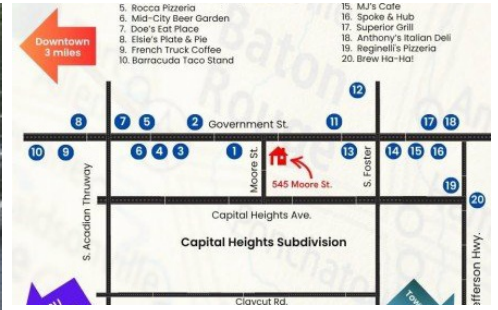 5. Rocca Pizzeria
6. Mid-City Beer Garden
7. Doe's Eat Place
8. Elsie's Plate & Pie
9. French Truck Coffee
10. Barracuda Taco Stand
15. MJ's Cafe
16. Spoke & Hub
17. Superior Grill
18. Anthony's Italian Deli
19. Reginelli's Pizzeria
20. Brew Ha-Ha!
Downtown
3 miles
12
8
7
5
2
Government St.
11
17
18
10
9
6
4
3
1
13
14
15
16
S. Acadian Thruway
Moore St.
545 Moore St.
S. Foster
19
20
Capital Heights Ave.
Capital Heights Subdivision
Claycut Rd.